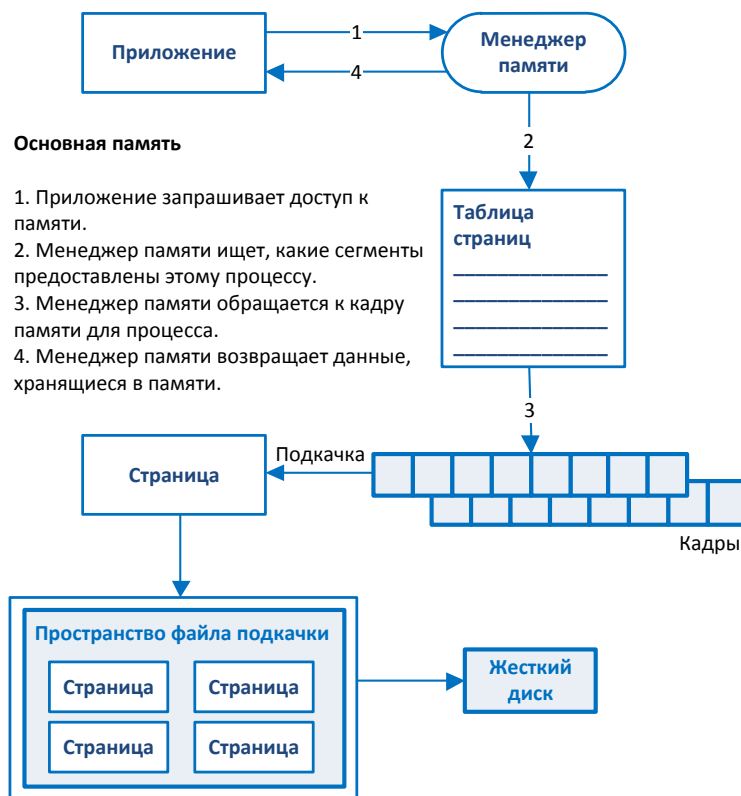 Приложение
1
4
Менеджер
памяти
Основная память
2
1. Приложение запрашивает доступ к
памяти.
2. Менеджер памяти ищет, какие сегменты
предоставлены этому процессу.
3. Менеджер памяти обращается к кадру
памяти для процесса.
4. Менеджер памяти возвращает данные,
хранящиеся в памяти.
Таблица
страниц
3
Подкачка
Страница
Кадры
Пространство файла подкачки
Страница
Страница
Страница
Страница
Жесткий
диск